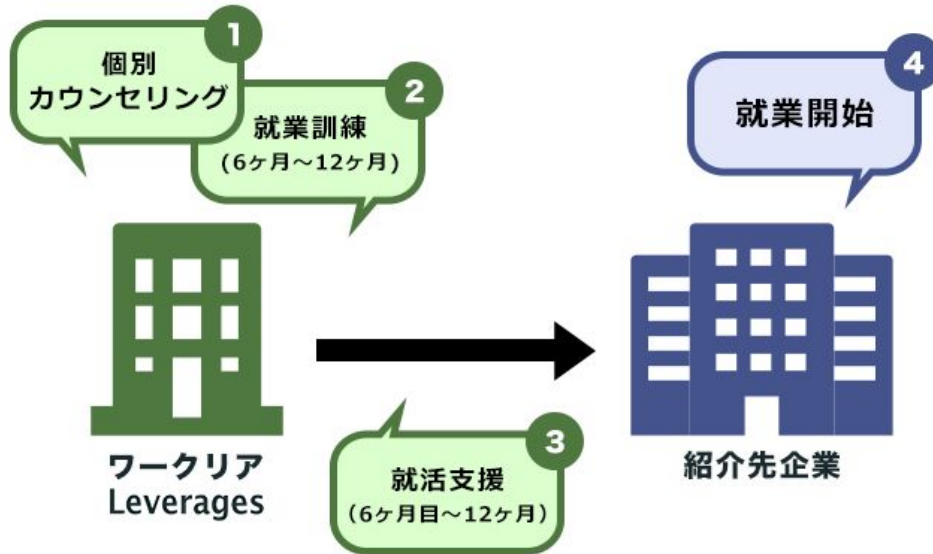 1
個別
カウンセリング
2
就業訓練
(6ヶ月～12ヶ月)
4
就業開始
ワークリア
Leverages
3
就活支援
(6ヶ月目～12ヶ月)
紹介先企業